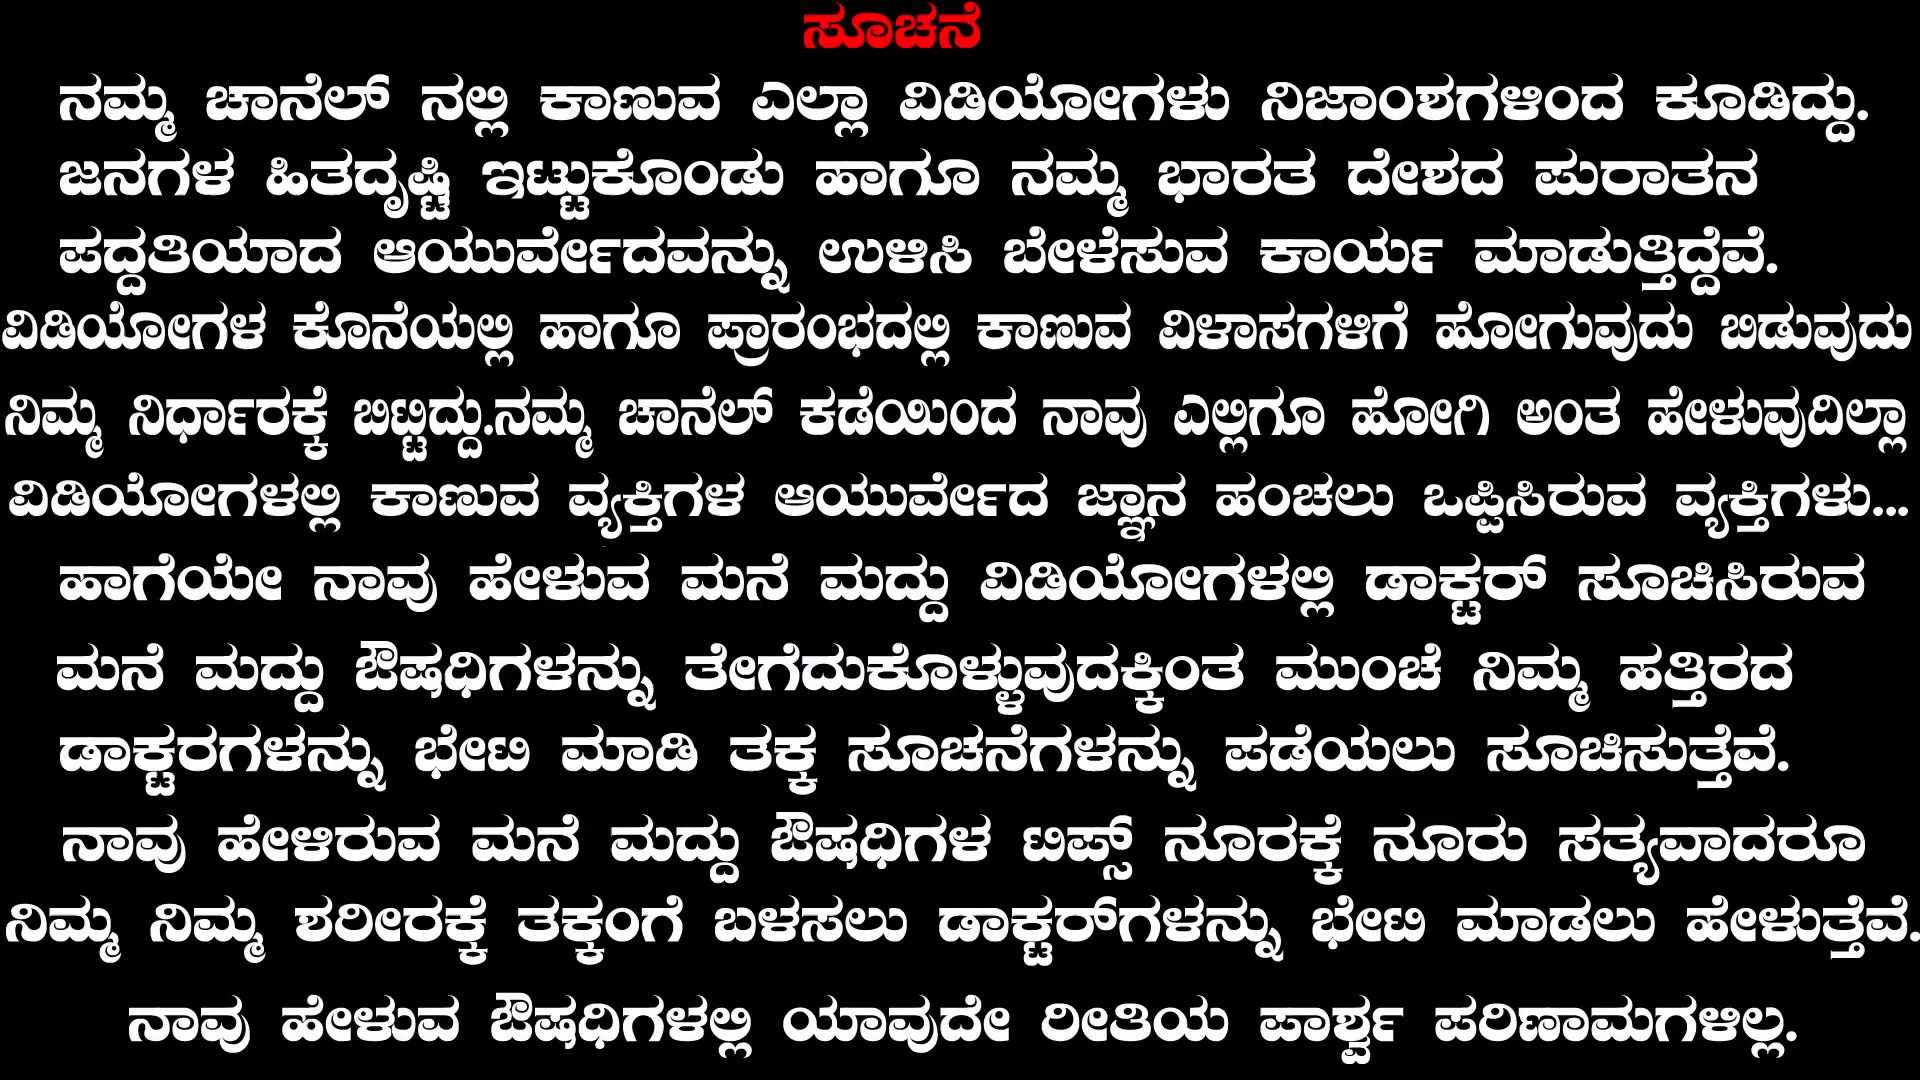 ಸೂಚನೆ
ನಮ್ಮ ಚಾನೆಲ್ ನಲ್ಲಿ ಕಾಣುವ ಎಲ್ಲಾ ವಿಡಿಯೋಗಳು ನಿಜಾಂಶಗಳಿಂದ ಕೂಡಿದ್ದು.
ಜನಗಳ ಹಿತದೃಷ್ಟಿ ಇಟ್ಟುಕೊಂಡು ಹಾಗೂ ನಮ್ಮ ಭಾರತ ದೇಶದ ಪುರಾತನ
ಪದ್ದತಿಯಾದ ಆಯುರ್ವೇದವನ್ನು ಉಳಿಸಿ ಬೇಳೆಸುವ ಕಾರ್ಯ ಮಾಡುತ್ತಿದ್ದೆವೆ.
ವಿಡಿಯೋಗಳ ಕೊನೆಯಲ್ಲಿ ಹಾಗೂ ಪ್ರಾರಂಭದಲ್ಲಿ ಕಾಣುವ ವಿಳಾಸಗಳಿಗೆ ಹೋಗುವುದು ಬಿಡುವುದು
ನಿಮ್ಮ ನಿರ್ಧಾರಕ್ಕೆ ಬಿಟ್ಟಿದ್ದು.ನಮ್ಮ ಚಾನೆಲ್ ಕಡೆಯಿಂದ ನಾವು ಎಲ್ಲಿಗೂ ಹೋಗಿ ಅಂತ ಹೇಳುವುದಿಲ್ಲಾ
ವಿಡಿಯೋಗಳಲ್ಲಿ ಕಾಣುವ ವ್ಯಕ್ತಿಗಳ ಆಯುರ್ವೇದ ಜ್ಞಾನ ಹಂಚಲು ಒಪ್ಪಿಸಿರುವ ವ್ಯಕ್ತಿಗಳು...
ಹಾಗೆಯೇ ನಾವು ಹೇಳುವ ಮನೆ ಮದ್ದು ವಿಡಿಯೋಗಳಲ್ಲಿ ಡಾಕ್ಟರ್ ಸೂಚಿಸಿರುವ
ಮನೆ ಮದ್ದು ಔಷಧಿಗಳನ್ನು ತೇಗೆದುಕೊಳ್ಳುವುದಕ್ಕಿಂತ ಮುಂಚೆ ನಿಮ್ಮ ಹತ್ತಿರದ
ಡಾಕ್ಟರಗಳನ್ನು ಭೇಟಿ ಮಾಡಿ ತಕ್ಕ ಸೂಚನೆಗಳನ್ನು ಪಡೆಯಲು ಸೂಚಿಸುತ್ತೆವೆ.
ನಾವು ಹೇಳಿರುವ ಮನೆ ಮದ್ದು ಔಷಧಿಗಳ ಟಿಪ್ಸ್ ನೂರಕ್ಕೆ ನೂರು ಸತ್ಯವಾದರೂ
ನಿಮ್ಮ ನಿಮ್ಮ ಶರೀರಕ್ಕೆ ತಕ್ಕಂಗೆ ಬಳಸಲು ಡಾಕ್ಟರ್‌ಗಳನ್ನು ಭೇಟಿ ಮಾಡಲು ಹೇಳುತ್ತೆವೆ.
ನಾವು ಹೇಳುವ ಔಷಧಿಗಳಲ್ಲಿ ಯಾವುದೇ ರೀತಿಯ ಪಾರ್ಶ್ವ ಪರಿಣಾಮಗಳಿಲ್ಲ.